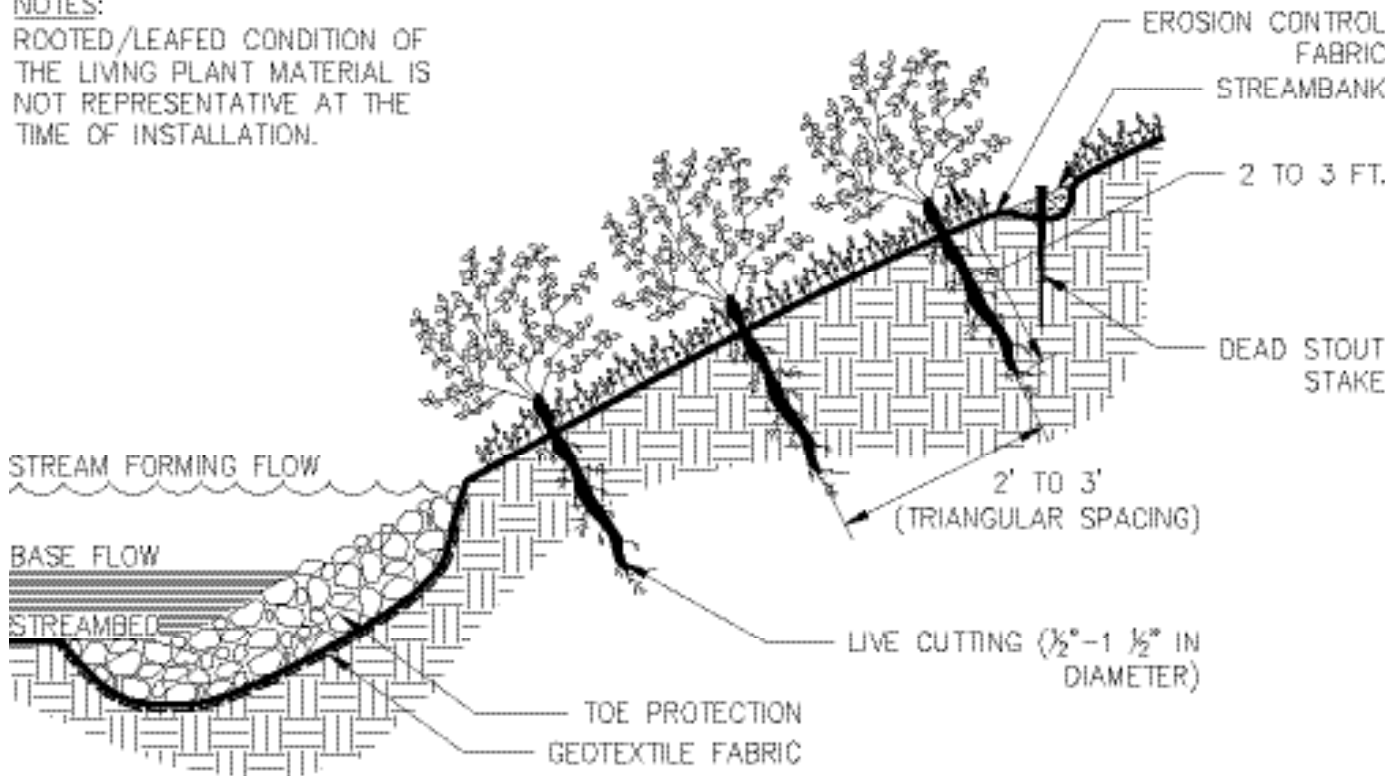 NOTES:
ROOTED/LEAFED CONDITION OF
THE LIVING PLANT MATERIAL IS
NOT REPRESENTATIVE AT THE
TIME OF INSTALLATION.
EROSION CONTROL
FABRIC
STREAMBANK
2 TO 3 FT.
DEAD STOUT
STAKE
STREAM FORMING FLOW
2' TO 3'
(TRIANGULAR SPACING)
BASE FLOW
STREAMBED
LIVE CUTTING (½"-1 ½" IN
DIAMETER)
TOE PROTECTION
GEOTEXTILE FABRIC